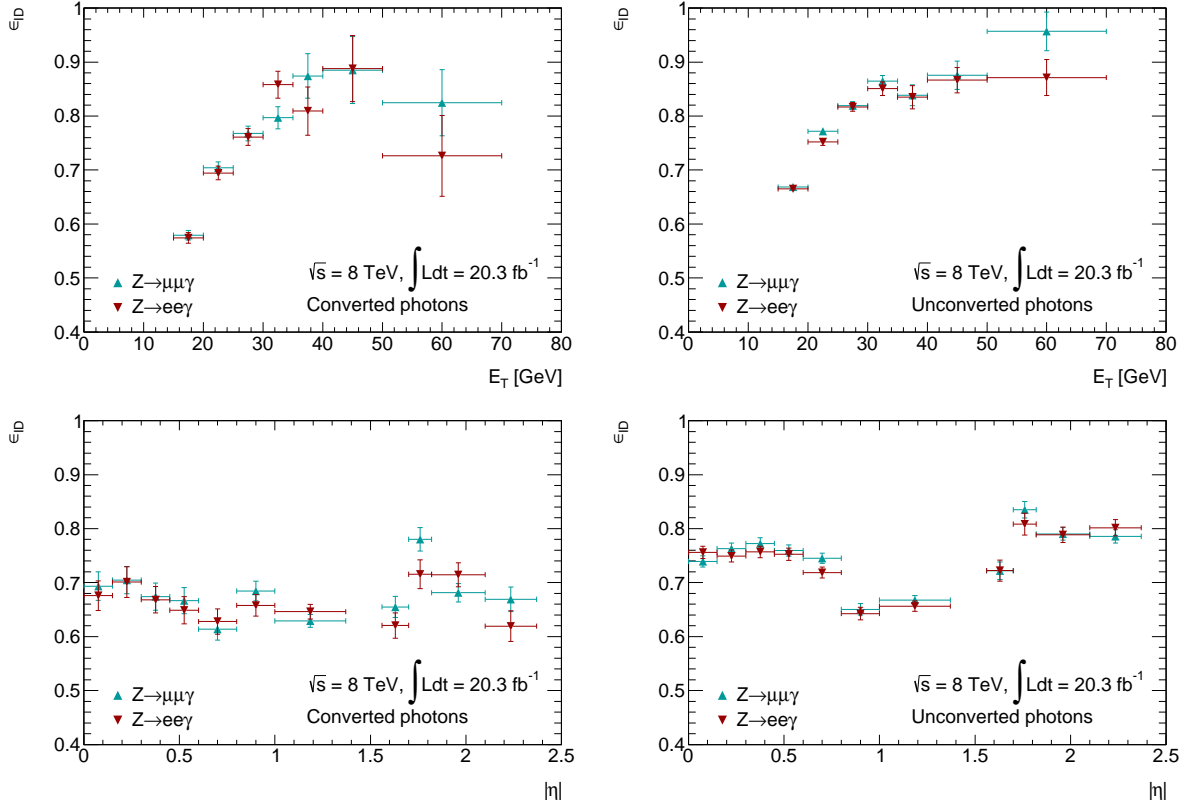 ϵID
1
0.9
0.8
0.7
0.6
0.5
0.4
√s = 8 TeV, ∫Ldt = 20.3 fb⁻¹
Z→μμγ
Z→eeγ
Converted photons
0 10 20 30 40 50 60 70 80
E_T [GeV]
ϵID
1
0.9
0.8
0.7
0.6
0.5
0.4
√s = 8 TeV, ∫Ldt = 20.3 fb⁻¹
Z→μμγ
Z→eeγ
Unconverted photons
0 10 20 30 40 50 60 70 80
E_T [GeV]
ϵID
1
0.9
0.8
0.7
0.6
0.5
0.4
√s = 8 TeV, ∫Ldt = 20.3 fb⁻¹
Z→μμγ
Z→eeγ
Converted photons
0 0.5 1 1.5 2 2.5
|η|
ϵID
1
0.9
0.8
0.7
0.6
0.5
0.4
√s = 8 TeV, ∫Ldt = 20.3 fb⁻¹
Z→μμγ
Z→eeγ
Unconverted photons
0 0.5 1 1.5 2 2.5
|η|